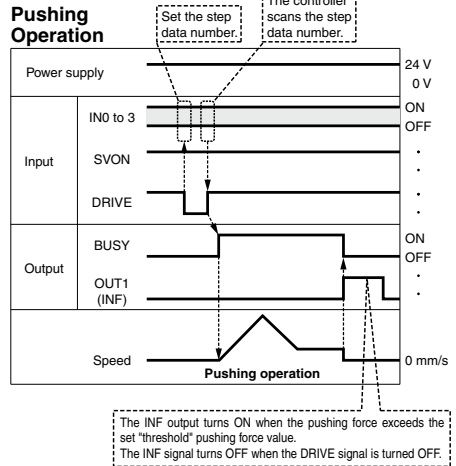 Pushing
Operation
Set the step
data number.
The controller
scans the step
data number.
Power supply
24 V
0 V
Input
IN0 to 3
ON
OFF
SVON
DRIVE
Output
BUSY
ON
OFF
OUT1
(INF)
Speed
0 mm/s
Pushing operation
The INF output turns ON when the pushing force exceeds the
set "threshold" pushing force value.
The INF signal turns OFF when the DRIVE signal is turned OFF.